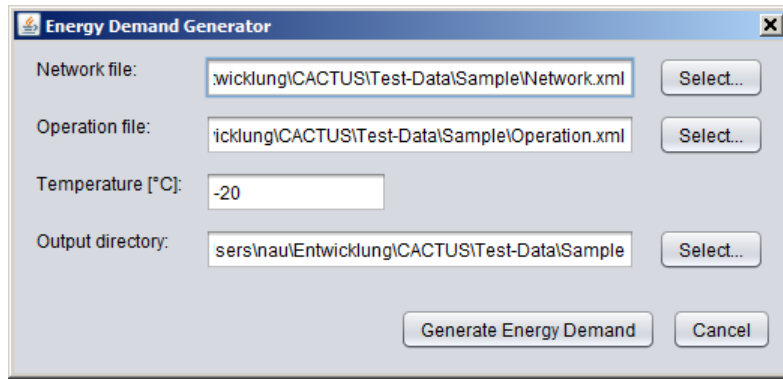 Energy Demand Generator
Network file: wicklung\CACTUS\Test-Data\Sample\Network.xml Select...
Operation file: icklung\CACTUS\Test-Data\Sample\Operation.xml Select...
Temperature [°C]: -20
Output directory: sers\nau\Entwicklung\CACTUS\Test-Data\Sample Select...
Generate Energy Demand Cancel